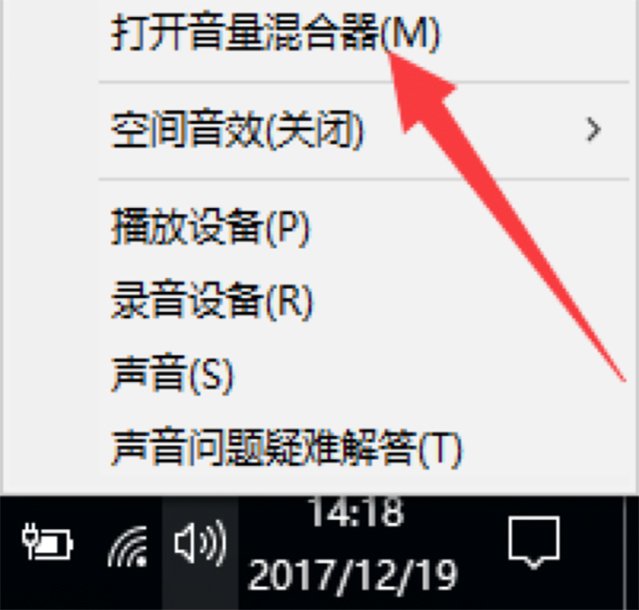 打开音量混合器(M)
空间音效(关闭)
播放设备(P)
录音设备(R)
声音(S)
声音问题疑难解答(T)
14:18
2017/12/19